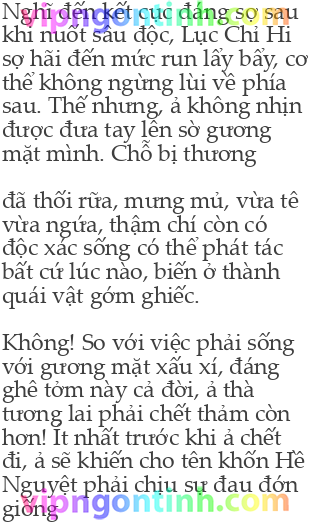 Nghĩ đến kết cục đáng sợ sau
khi nuốt sâu độc, Lục Chỉ Hi
sợ hãi đến mức run lẩy bẩy, cơ
thể không ngừng lùi về phía
sau. Thế nhưng, ả không nhịn
được đưa tay lên sờ gương
mặt mình. Chỗ bị thương
đã thối rữa, mưng mủ, vừa tê
vừa ngứa, thậm chí còn có
độc xác sống có thể phát tác
bất cứ lúc nào, biến ở thành
quái vật gớm ghiếc.
Không! So với việc phải sống
với gương mặt xấu xí, đáng
ghê tởm này cả đời, ả thà
tương lai phải chết thảm còn
hơn! Ít nhất trước khi ả chết
đi, ả sẽ khiến cho tên khốn Hề
Nguyệt phải chịu sự đau đớn
giống
vipngontinh.com
vipngontinh.com